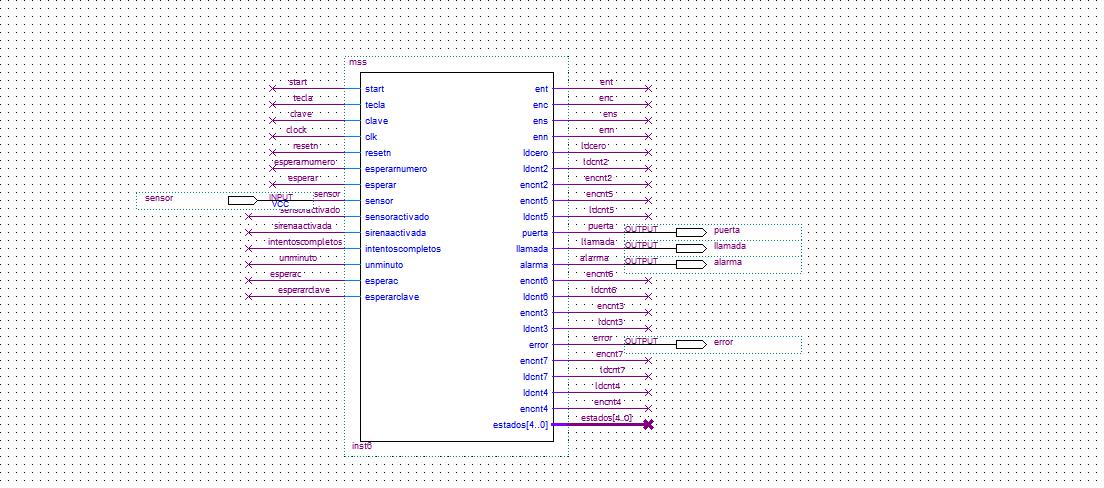 mss
start start ent ent
tecla tecla enc enc
clave clave ens ens
clock clk enn enn
resetn resetn ldcero ldcero
esperarnumero esperarnumero ldcnt2 ldcnt2
esperar esperar encnt2 encnt2
sensor INPUT VCC sensor sensor encnt5 encnt5
sensoractivado sensoractivado ldcnt5 ldcnt5
sirenaactivada sirenaactivada puerta puerta OUTPUT puerta
intentoscompletos intentoscompletos llamada llamada OUTPUT llamada
unminuto unminuto alarma alarma OUTPUT alarma
esperac esperac encnt6 encnt6
esperarclave esperarclave ldcnt6 ldcnt6
encnt3 encnt3
ldcnt3 ldcnt3
error error OUTPUT error
encnt7 encnt7
ldcnt7 ldcnt7
ldcnt4 ldcnt4
encnt4 encnt4
estados[4..0] estados[4..0]
inst6